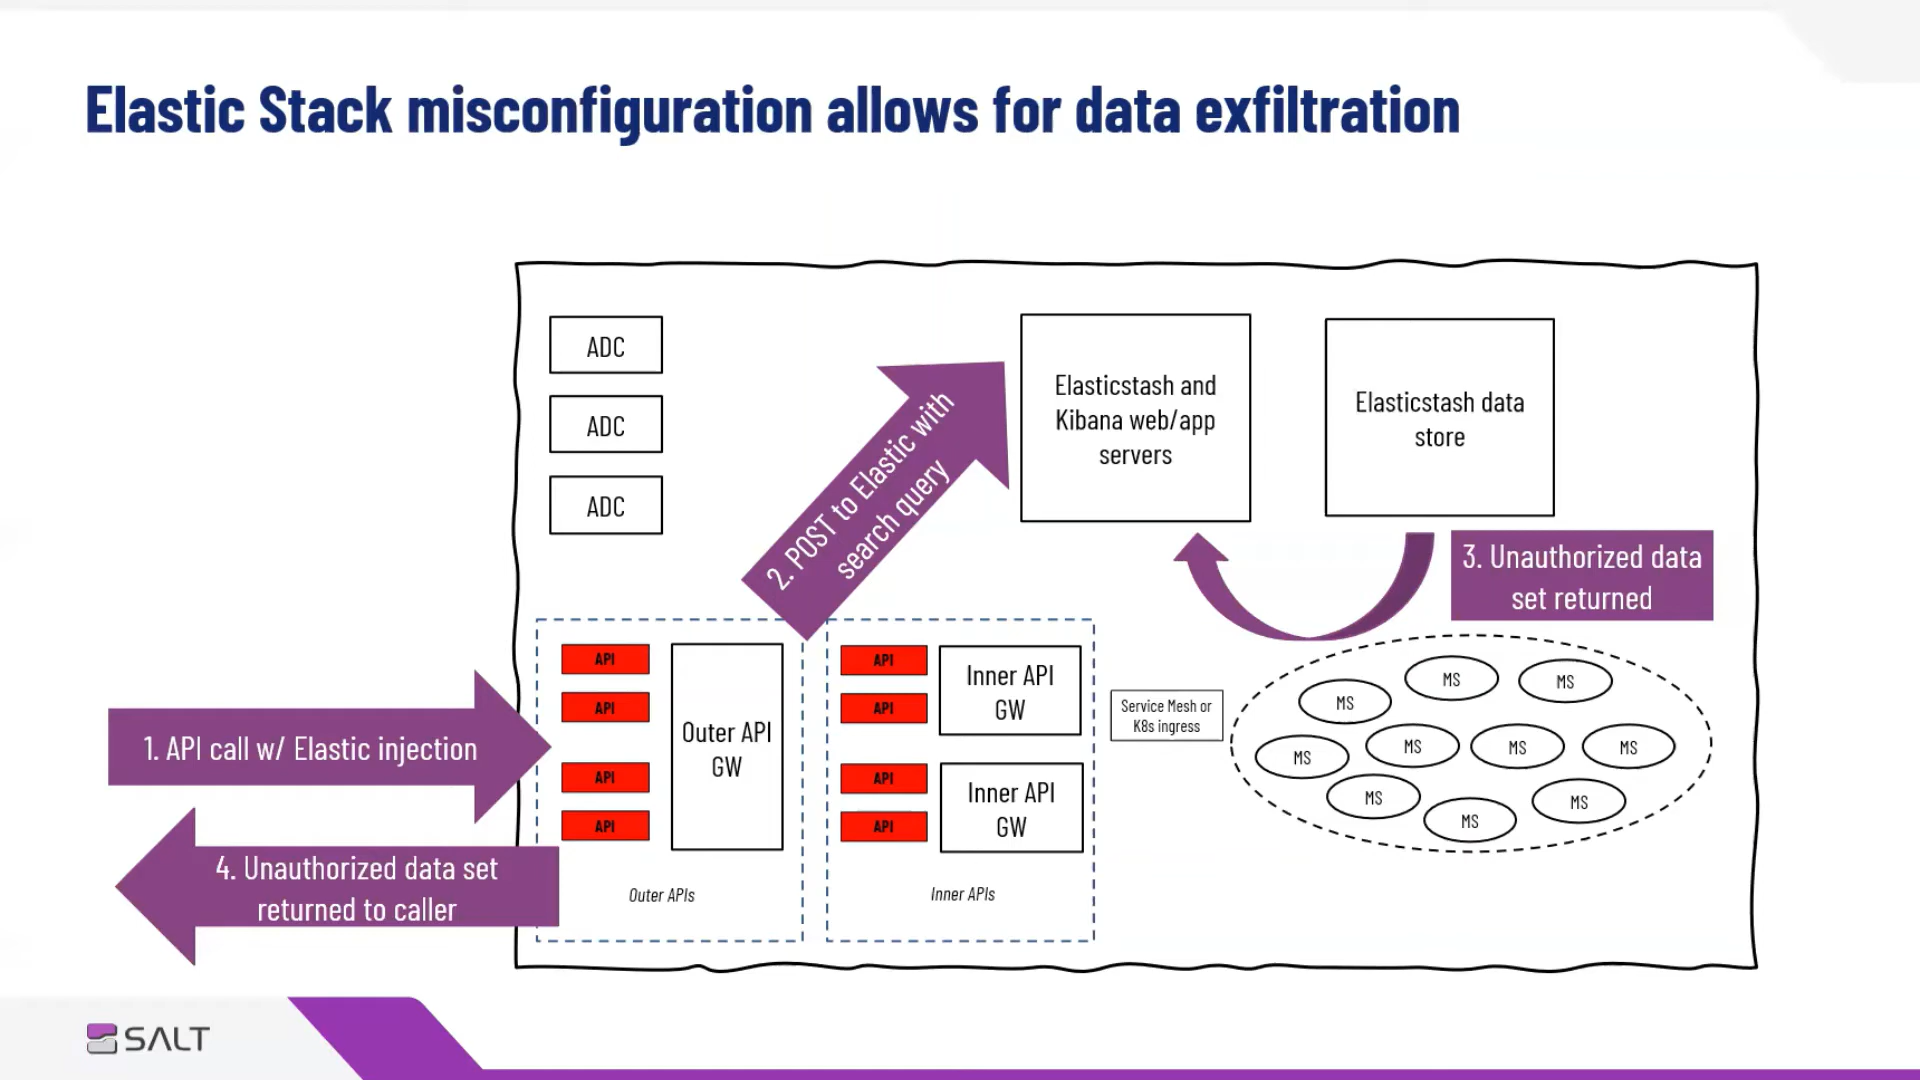 Elastic Stack misconfiguration allows for data exfiltration
ADC
ADC
ADC
Elasticstash and
Kibana web/app
servers
Elasticstash data
store
2. POST to Elastic with
search query
3. Unauthorized data
set returned
1. API call w/ Elastic injection
4. Unauthorized data set
returned to caller
API
API
API
API
Outer API
GW
Outer APIs
API
API
API
API
Inner API
GW
Inner API
GW
Inner APIs
Service Mesh or
K8s ingress
MS
MS
MS
MS
MS
MS
MS
MS
MS
MS
SALT